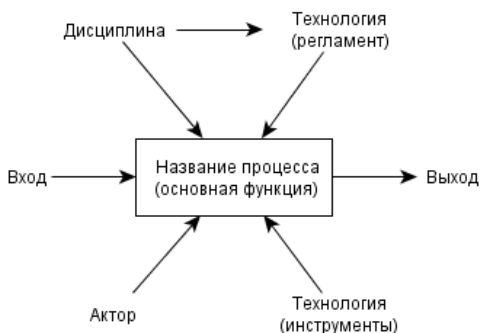 Дисциплина
Технология
(регламент)
Вход
Название процесса
(основная функция)
Выход
Актор
Технология
(инструменты)